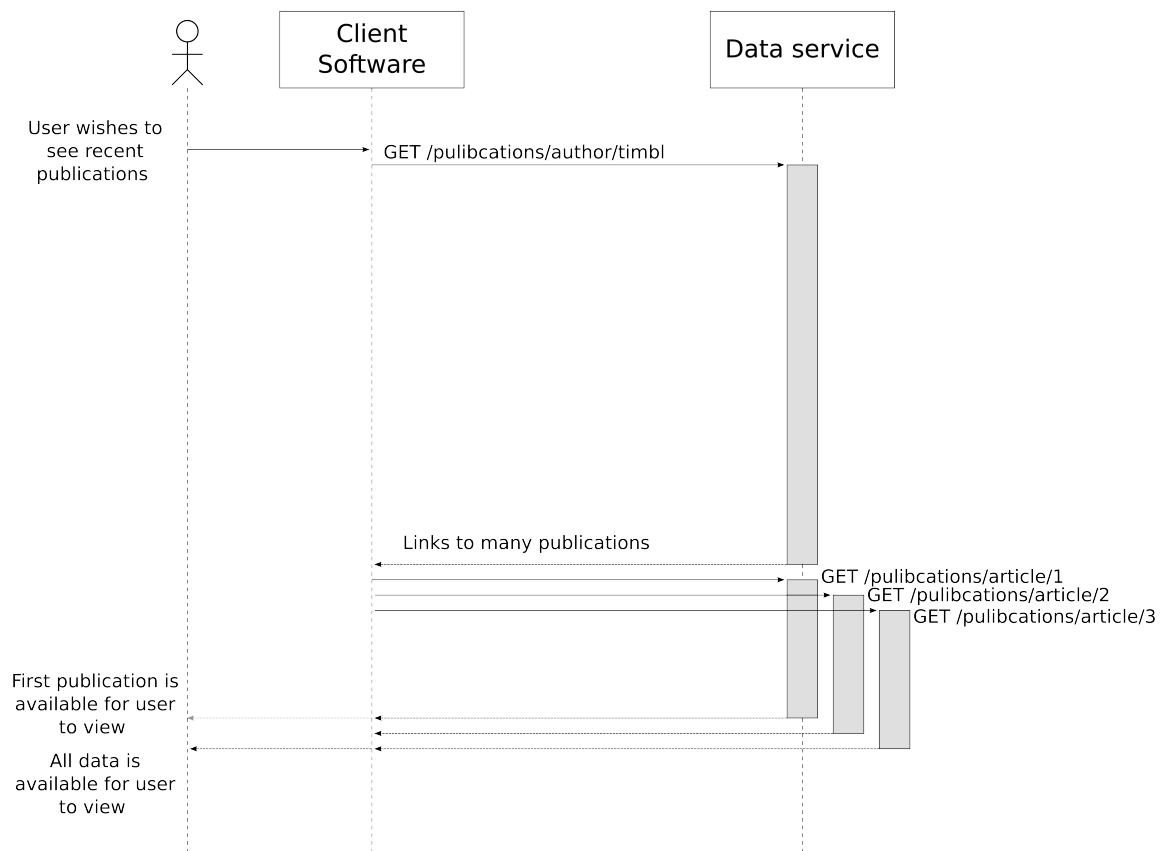 Client
Software
Data service
User wishes to
see recent
publications
GET /pulibcations/author/timbl
Links to many publications
GET /pulibcations/article/1
GET /pulibcations/article/2
GET /pulibcations/article/3
First publication is
available for user
to view
All data is
available for user
to view